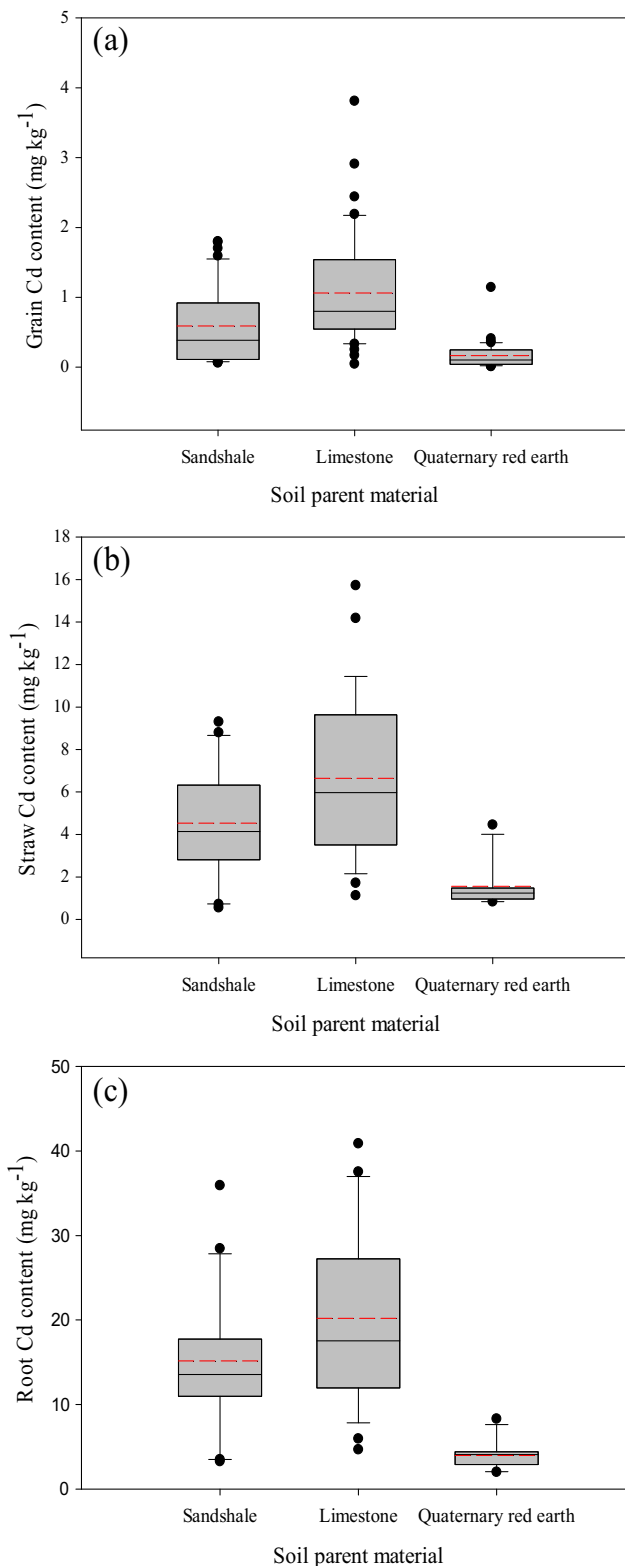 (a)
5
4
3
2
1
0
Grain Cd content (mg kg-1)
Sandshale Limestone Quaternary red earth
Soil parent material
(b)
18
16
14
12
10
8
6
4
2
0
Straw Cd content (mg kg-1)
Sandshale Limestone Quaternary red earth
Soil parent material
(c)
50
40
30
20
10
0
Root Cd content (mg kg-1)
Sandshale Limestone Quaternary red earth
Soil parent material